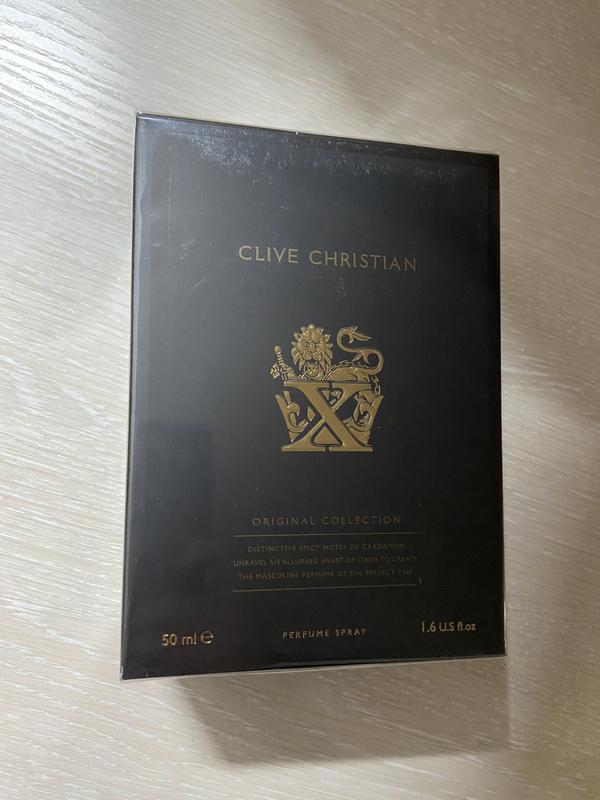 CLIVE CHRISTIAN
X
ORIGINAL COLLECTION
DISTINCTIVE SPICY NOTES OF CARDAMON
UNRAVEL AN ALLURING HEART OF ORRIS TO CREATE
THE MASCULINE PERFUME OF THE PERFECT PAIR
50 ml ℮
PERFUME SPRAY
1.6 U.S fl.oz